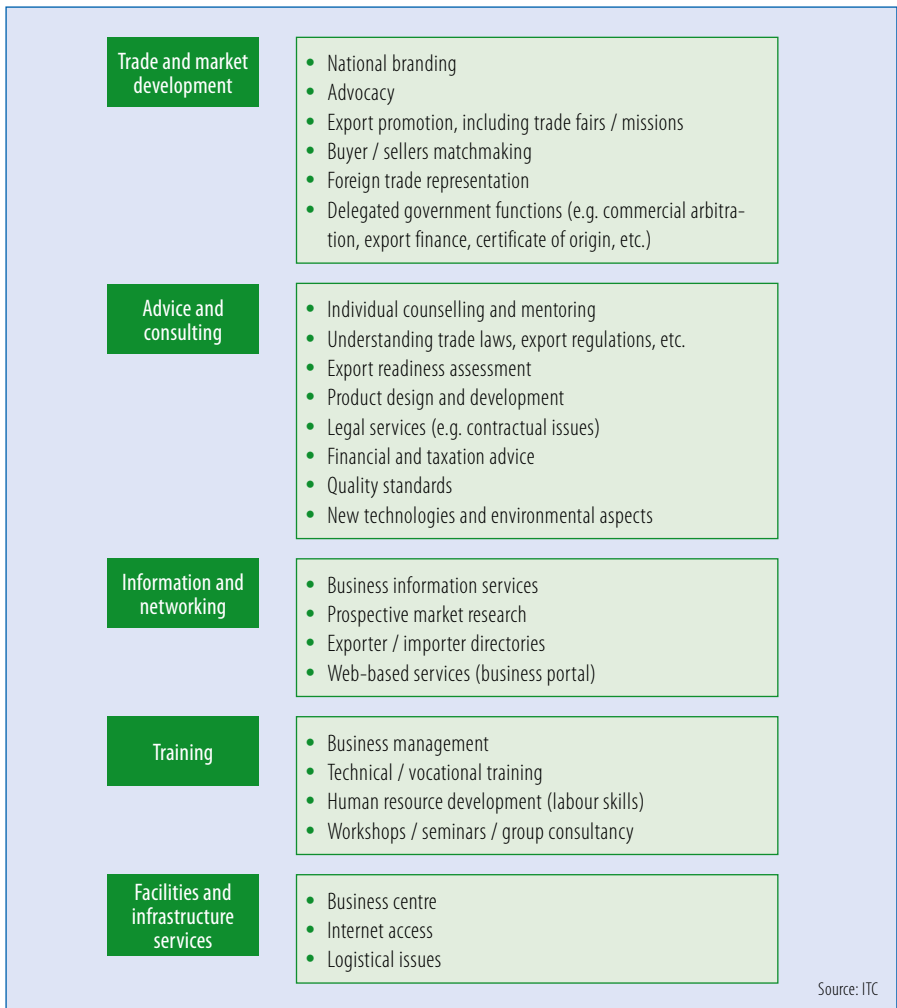 Trade and market
development
• National branding
• Advocacy
• Export promotion, including trade fairs / missions
• Buyer / sellers matchmaking
• Foreign trade representation
• Delegated government functions (e.g. commercial arbitra-
tion, export finance, certificate of origin, etc.)
Advice and
consulting
• Individual counselling and mentoring
• Understanding trade laws, export regulations, etc.
• Export readiness assessment
• Product design and development
• Legal services (e.g. contractual issues)
• Financial and taxation advice
• Quality standards
• New technologies and environmental aspects
Information and
networking
• Business information services
• Prospective market research
• Exporter / importer directories
• Web-based services (business portal)
Training
• Business management
• Technical / vocational training
• Human resource development (labour skills)
• Workshops / seminars / group consultancy
Facilities and
infrastructure
services
• Business centre
• Internet access
• Logistical issues
Source: ITC